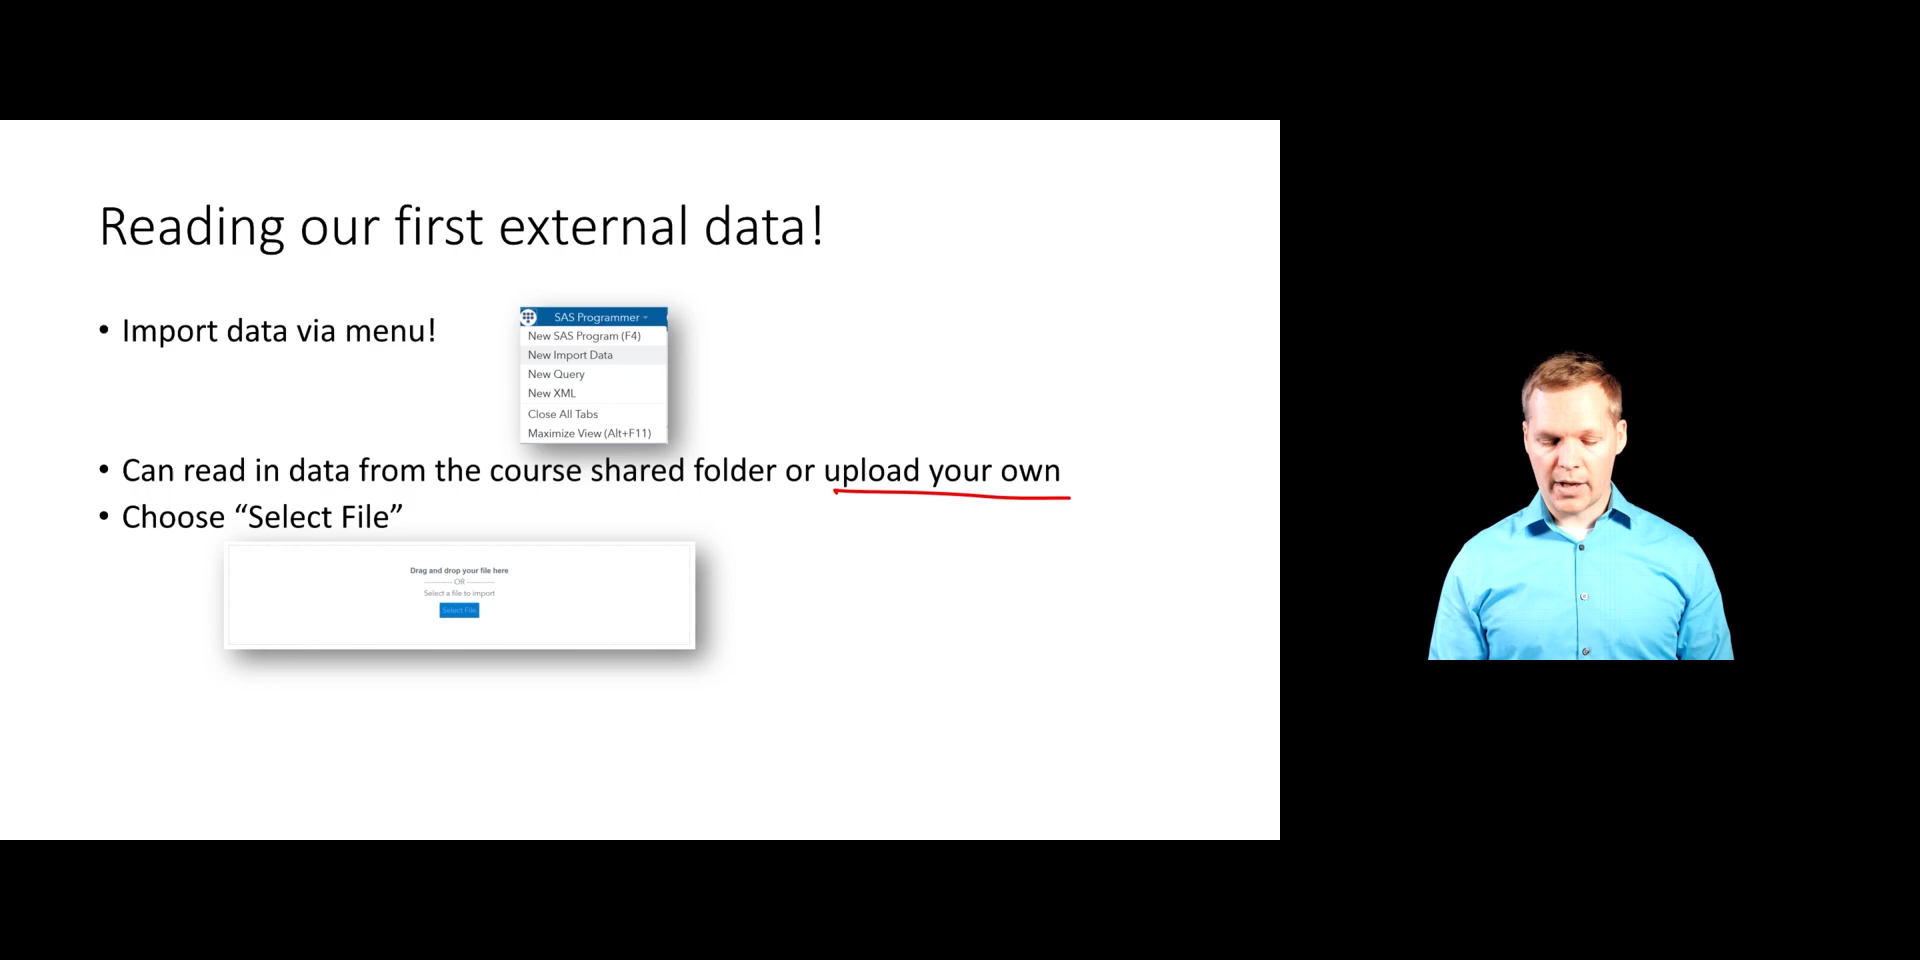 Reading our first external data!
• Import data via menu!
SAS Programmer
New SAS Program (F4)
New Import Data
New Query
New XML
Close All Tabs
Maximize View (Alt+F11)
• Can read in data from the course shared folder or upload your own
• Choose “Select File”
Drag and drop your file here
----------- OR -----------
Select a file to import
Select File